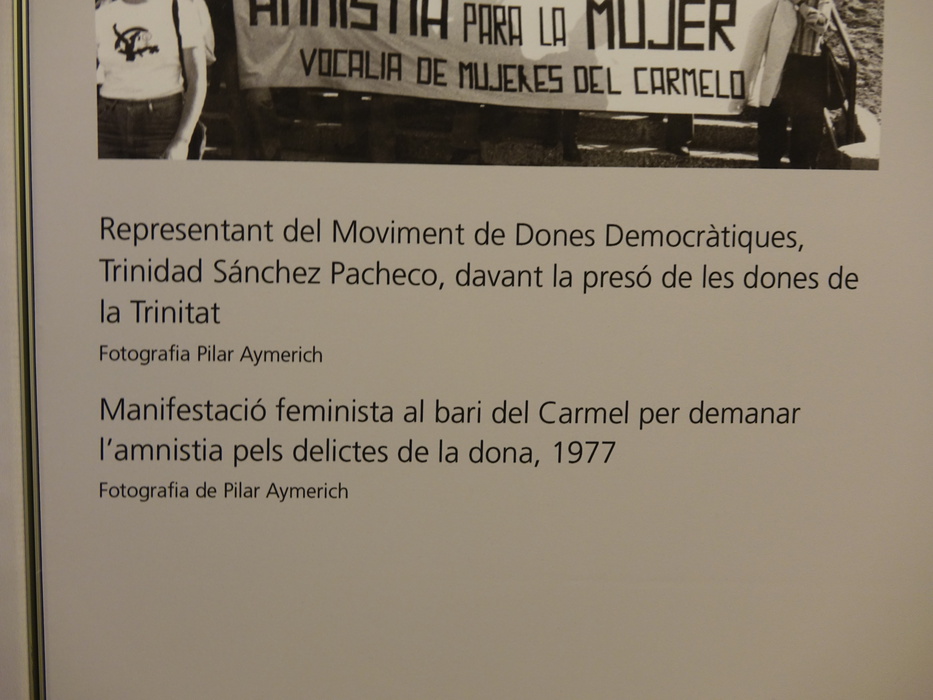 AMNISTIA PARA LA MUJER
VOCALIA DE MUJERES DEL CARMELO
Representant del Moviment de Dones Democràtiques,
Trinidad Sánchez Pacheco, davant la presó de les dones de
la Trinitat
Fotografia Pilar Aymerich
Manifestació feminista al bari del Carmel per demanar
l’amnistia pels delictes de la dona, 1977
Fotografia de Pilar Aymerich